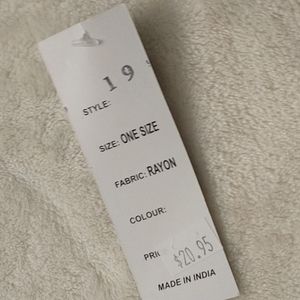 19
STYLE:
SIZE: ONE SIZE
FABRIC: RAYON
COLOUR:
PRI $20.95
MADE IN INDIA